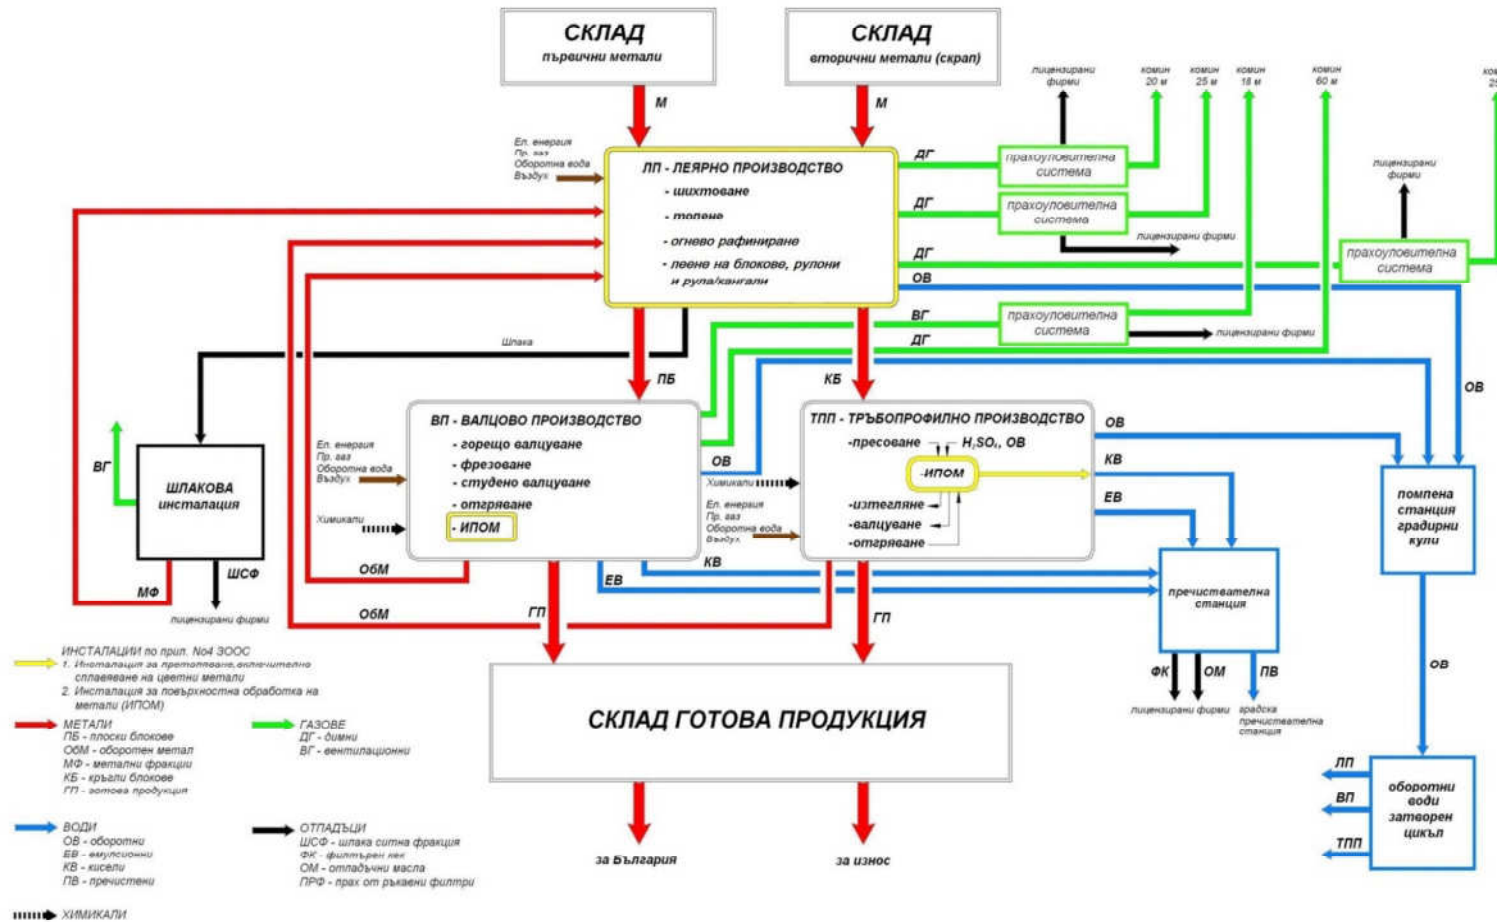 СКЛАД
първични метали
СКЛАД
вторични метали (скрап)
М
М
лицензирани
фирми
комин
20 м
комин
25 м
комин
18 м
комин
60 м
Ел. енергия
Пр. газ
Оборотна вода
Въздух
ЛП - ЛЕЯРНО ПРОИЗВОДСТВО
- шихтоване
- топене
- огнево рафиниране
- леене на блокове, рулони
и рула/кангали
ДГ
прахоуловителна
система
ДГ
прахоуловителна
система
лицензирани фирми
лицензирани
фирми
ДГ
прахоуловителна
система
ОВ
ВГ
прахоуловителна
система
лицензирани фирми
ДГ
Шлака
ПБ
КБ
ОВ
ВГ
ШЛАКОВА
инсталация
МФ
ШСФ
лицензирани фирми
Ел. енергия
Пр. газ
Оборотна вода
Въздух
Химикали
ВП - ВАЛЦОВО ПРОИЗВОДСТВО
- горещо валцуване
- фрезоване
- студено валцуване
- отгряване
- ИПОМ
ОВ
Химикали
Ел. енергия
Пр. газ
Оборотна вода
Въздух
ТПП - ТРЪБОПРОФИЛНО ПРОИЗВОДСТВО
-пресоване
H₂SO₄, ОВ
-ИПОМ
-изтегляне
-валцуване
-отгряване
ОВ
КВ
ЕВ
помпена
станция
градирни
кули
ОбМ
ОбМ
ГП
ЕВ
КВ
ГП
пречиствателна
станция
ФК
ОМ
ПВ
лицензирани фирми
градска
пречиствателна
станция
ОВ
СКЛАД ГОТОВА ПРОДУКЦИЯ
за България
за износ
ЛП
ВП
ТПП
оборотни
води
затворен
цикъл
ИНСТАЛАЦИИ по прил. No4 ЗООС
1. Инсталация за претопяване, включително
сплавяване на цветни метали
2. Инсталация за повърхностна обработка на
метали (ИПОМ)
МЕТАЛИ
ПБ - плоски блокове
ОбМ - оборотен метал
МФ - метални фракции
КБ - кръгли блокове
ГП - готова продукция
ГАЗОВЕ
ДГ - димни
ВГ - вентилационни
ВОДИ
ОВ - оборотни
ЕВ - емулсионни
КВ - кисели
ПВ - пречистени
ОТПАДЪЦИ
ШСФ - шлака ситна фракция
ФК - филтърен кек
ОМ - отпадъчни масла
ПРФ - прах от ръкавни филтри
ХИМИКАЛИ